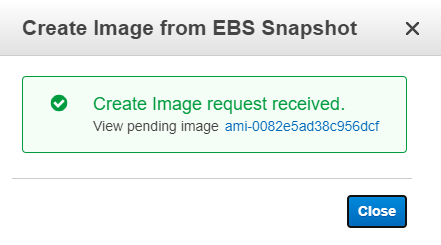 Create Image from EBS Snapshot
Create Image request received.
View pending image ami-0082e5ad38c956dcf
Close